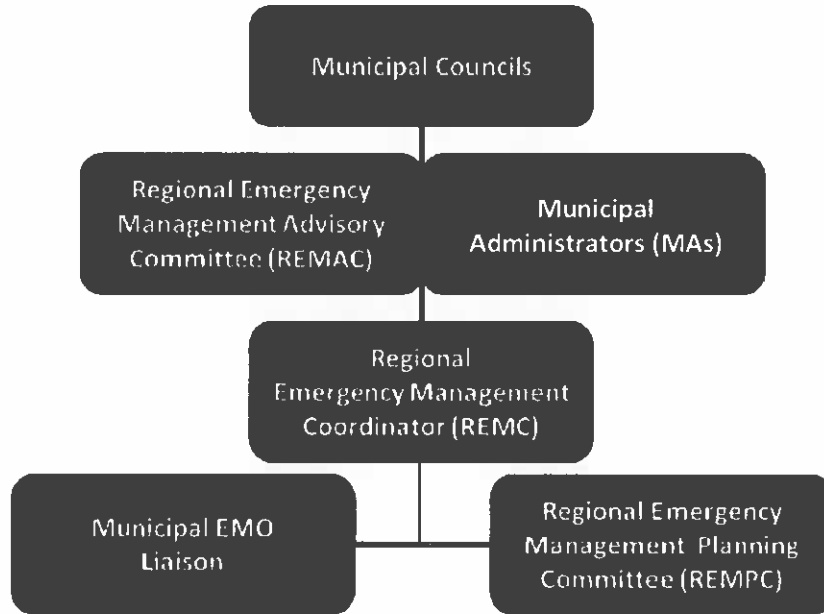 Municipal Councils
Regional Emergency
Management Advisory
Committee (REMAC)
Municipal
Administrators (MAs)
Regional
Emergency Management
Coordinator (REMC)
Municipal EMO
Liaison
Regional Emergency
Management Planning
Committee (REMPC)